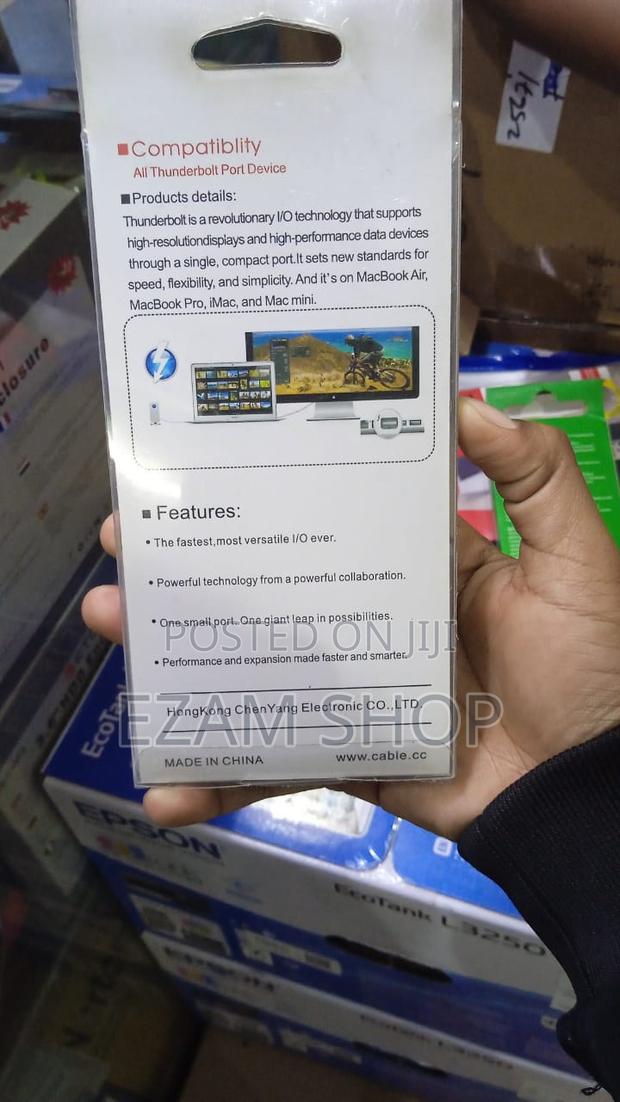 ■Compatiblity
All Thunderbolt Port Device
■Products details:
Thunderbolt is a revolutionary I/O technology that supports
high-resolutiondisplays and high-performance data devices
through a single, compact port.It sets new standards for
speed, flexibility, and simplicity. And it's on MacBook Air,
MacBook Pro, iMac, and Mac mini.
■ Features:
• The fastest,most versatile I/O ever.
• Powerful technology from a powerful collaboration.
• One small port. One giant leap in possibilities.
• Performance and expansion made faster and smarter.
HongKong ChenYang Electronic CO.,LTD.
MADE IN CHINA www.cable.cc
POSTED ON JIJI
EZAM SHOP
closure
EcoTank
EPSON
EcoTank L3250
EPSON